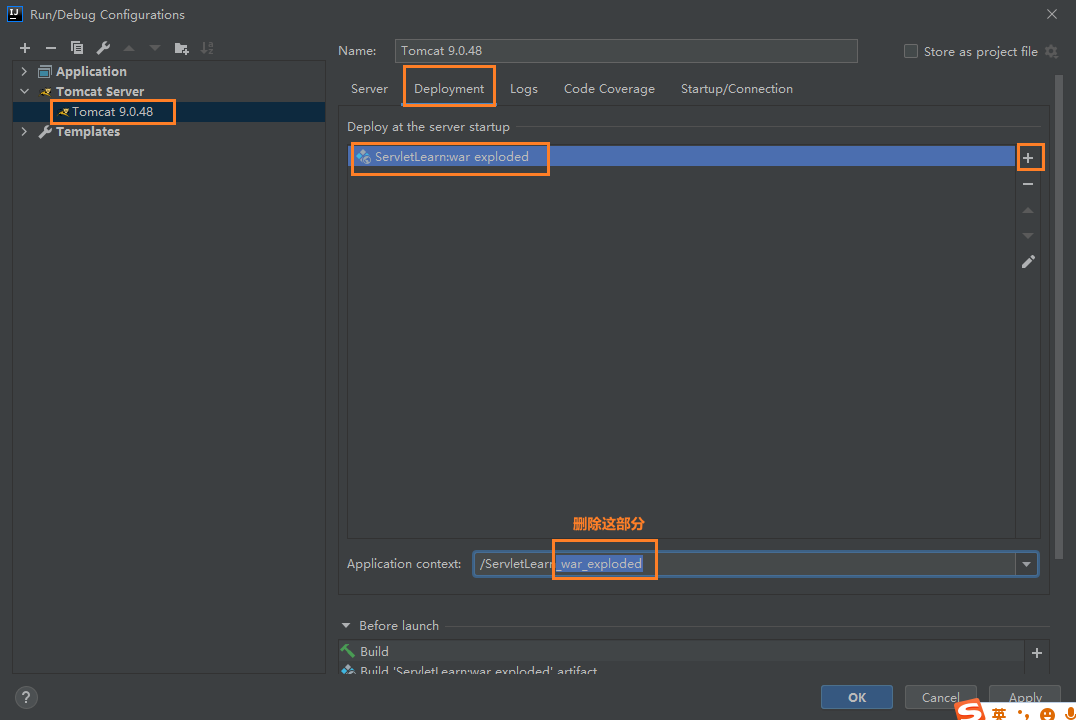 Run/Debug Configurations
Name: Tomcat 9.0.48
Store as project file
Application
Tomcat Server
Tomcat 9.0.48
Templates
Server Deployment Logs Code Coverage Startup/Connection
Deploy at the server startup
ServletLearn:war exploded
删除这部分
Application context: /ServletLearn_war_exploded
Before launch
Build
Build 'ServletLearn:war exploded' artifact
? OK Cancel Apply
英